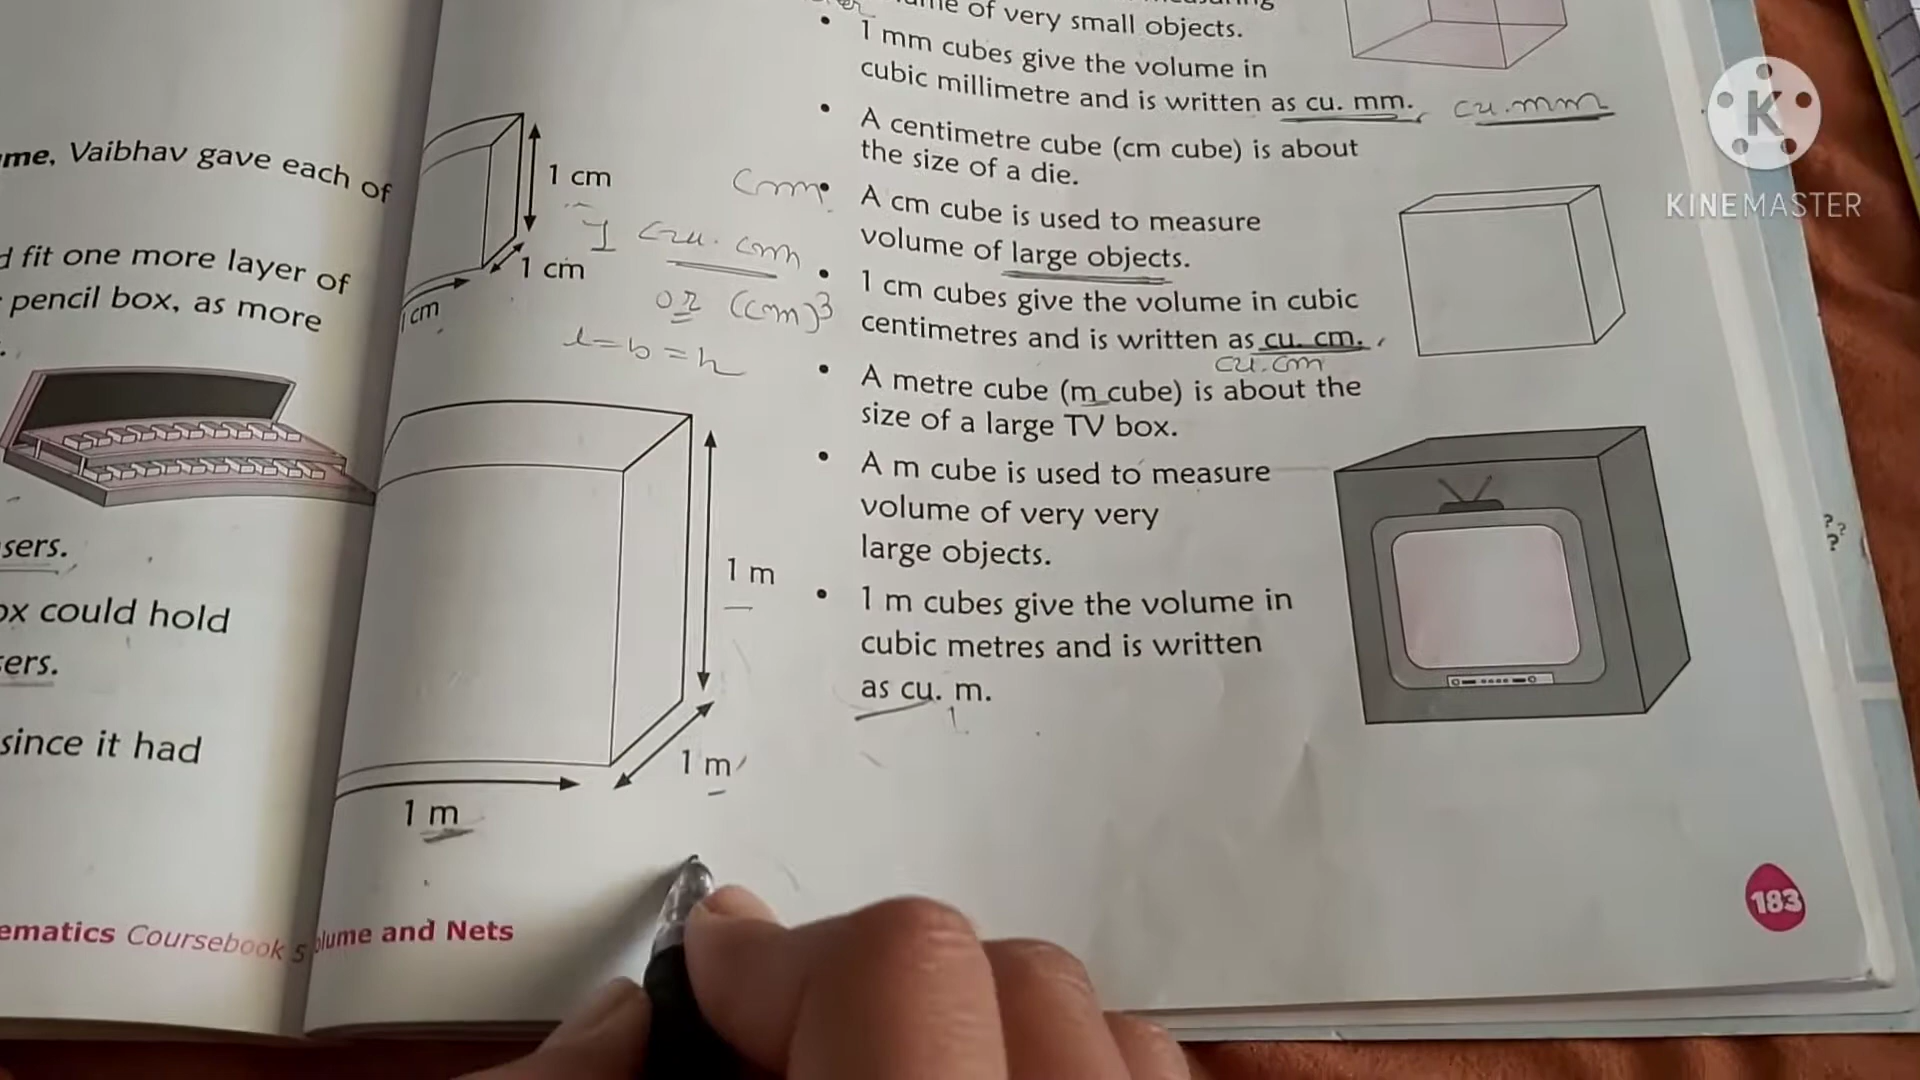 me, Vaibhav gave each of
d fit one more layer of
pencil box, as more
sers.
ox could hold
sers.
since it had
ematics Coursebook 5
1 cm
1 cm
1 cm
1 cu. cm
or (cm)³
l = b = h
1 m
1 m
1 m
olume and Nets
of very small objects.
• 1 mm cubes give the volume in
cubic millimetre and is written as cu. mm. cu.mm
• A centimetre cube (cm cube) is about
the size of a die.
cm
• A cm cube is used to measure
volume of large objects.
• 1 cm cubes give the volume in cubic
centimetres and is written as cu. cm.
cu.cm
• A metre cube (m cube) is about the
size of a large TV box.
• A m cube is used to measure
volume of very very
large objects.
• 1 m cubes give the volume in
cubic metres and is written
as cu. m.
183
K
KINEMASTER
? ?
?